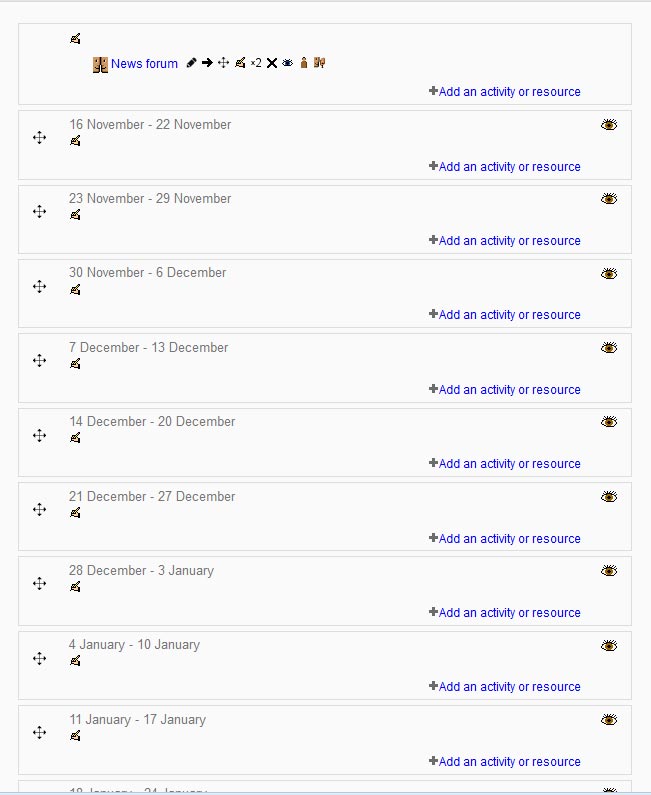 News forum ×2
Add an activity or resource
16 November - 22 November
Add an activity or resource
23 November - 29 November
Add an activity or resource
30 November - 6 December
Add an activity or resource
7 December - 13 December
Add an activity or resource
14 December - 20 December
Add an activity or resource
21 December - 27 December
Add an activity or resource
28 December - 3 January
Add an activity or resource
4 January - 10 January
Add an activity or resource
11 January - 17 January
Add an activity or resource
18 January - 24 January